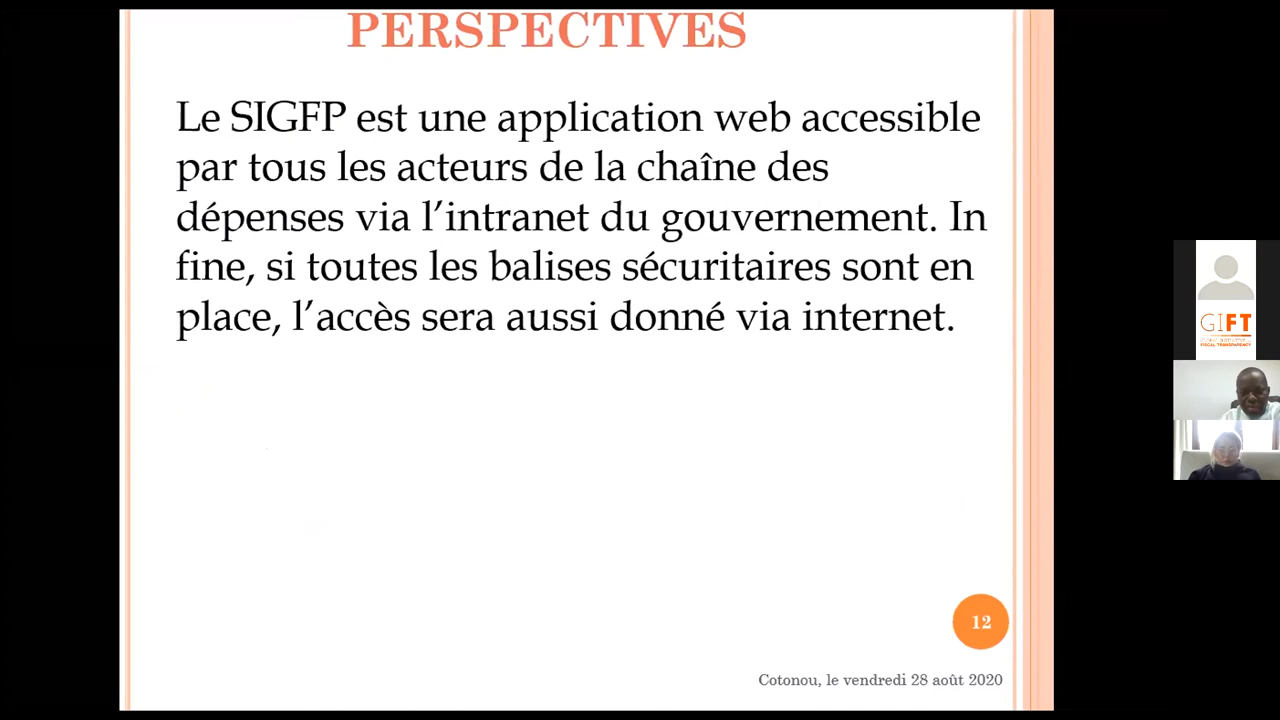 PERSPECTIVES
Le SIGFP est une application web accessible
par tous les acteurs de la chaîne des
dépenses via l’intranet du gouvernement. In
fine, si toutes les balises sécuritaires sont en
place, l’accès sera aussi donné via internet.
GIFT
FISCAL TRANSPARENCY
12
Cotonou, le vendredi 28 août 2020